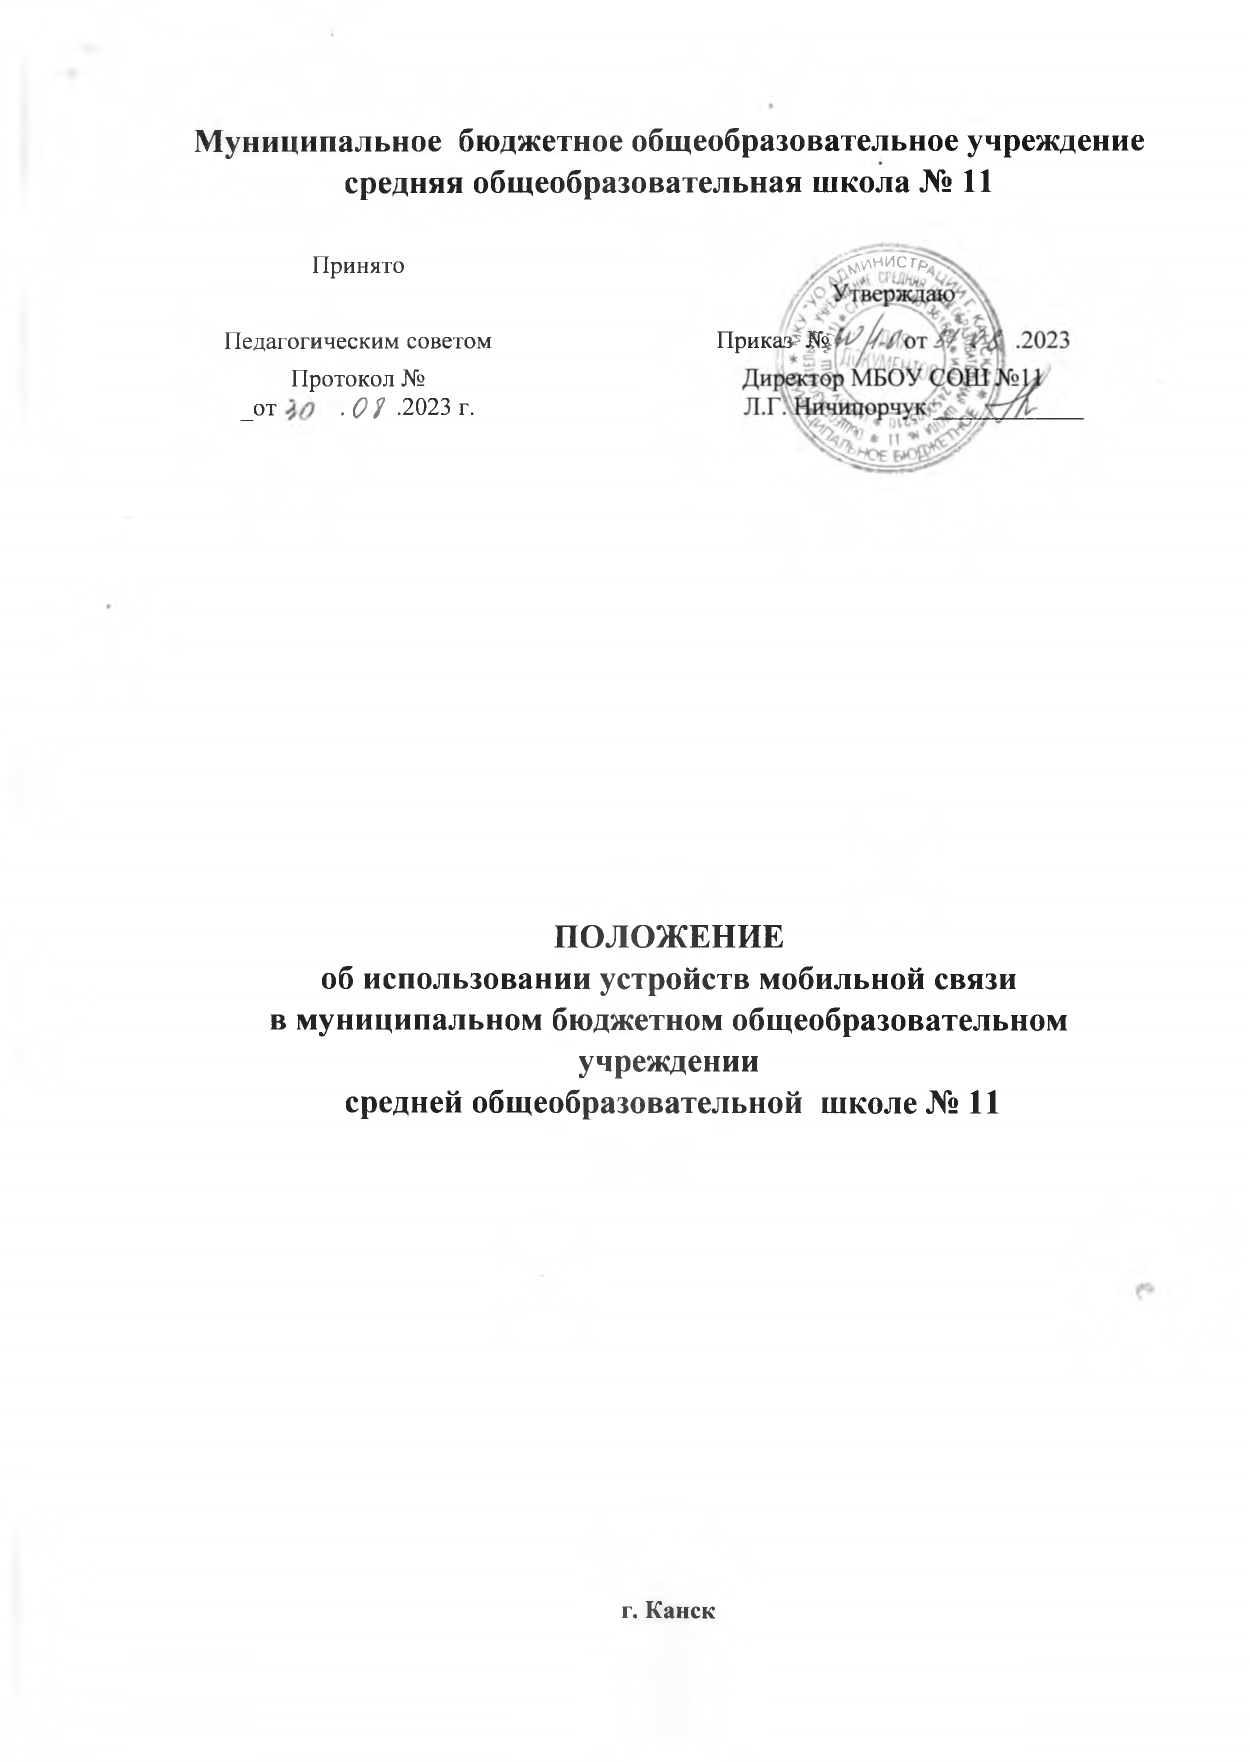 Муниципальное бюджетное общеобразовательное учреждение
средняя общеобразовательная школа № 11
Принято
Педагогическим советом
Протокол №
_от 30 . 08 .2023 г.
Утверждаю
Приказ № от 31 08 .2023
Директор МБОУ СОШ №11
Л.Г. Ничипорчук
ПОЛОЖЕНИЕ
об использовании устройств мобильной связи
в муниципальном бюджетном общеобразовательном
учреждении
средней общеобразовательной школе № 11
г. Канск